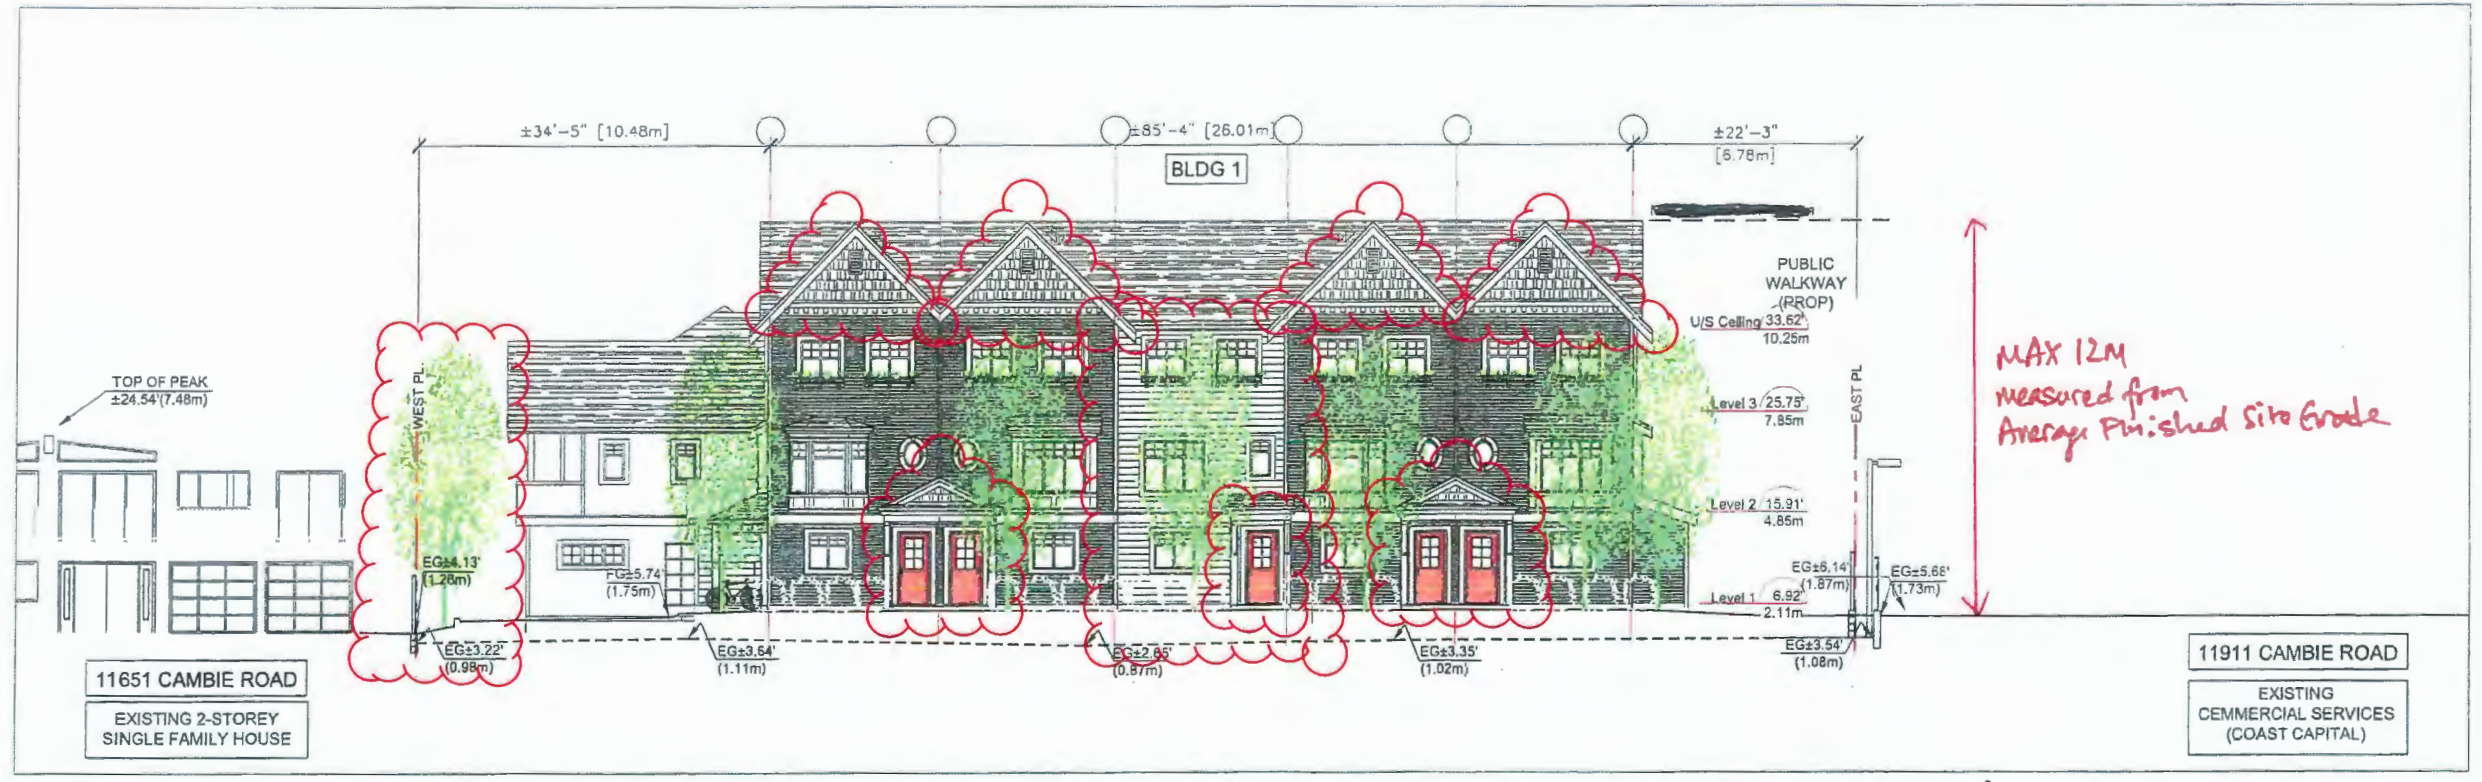 ±34'-5" [10.48m]
±85'-4" [26.01m]
±22'-3"
[6.78m]
BLDG 1
PUBLIC
WALKWAY
(PROP)
U/S Ceiling 33.62'
10.25m
MAX 12M
measured from
Average Finished Site Grade
TOP OF PEAK
±24.54'(7.48m)
WEST PL.
EAST PL
Level 3 25.75'
7.85m
Level 2 15.91'
4.85m
EG±4.13'
(1.26m)
FG±5.74'
(1.75m)
EG±6.14'
(1.87m)
EG±5.68'
(1.73m)
Level 1 6.92'
2.11m
EG±3.22'
(0.98m)
EG±3.64'
(1.11m)
EG±2.85'
(0.87m)
EG±3.35'
(1.02m)
EG±3.54'
(1.08m)
11651 CAMBIE ROAD
EXISTING 2-STOREY
SINGLE FAMILY HOUSE
11911 CAMBIE ROAD
EXISTING
CEMMERCIAL SERVICES
(COAST CAPITAL)